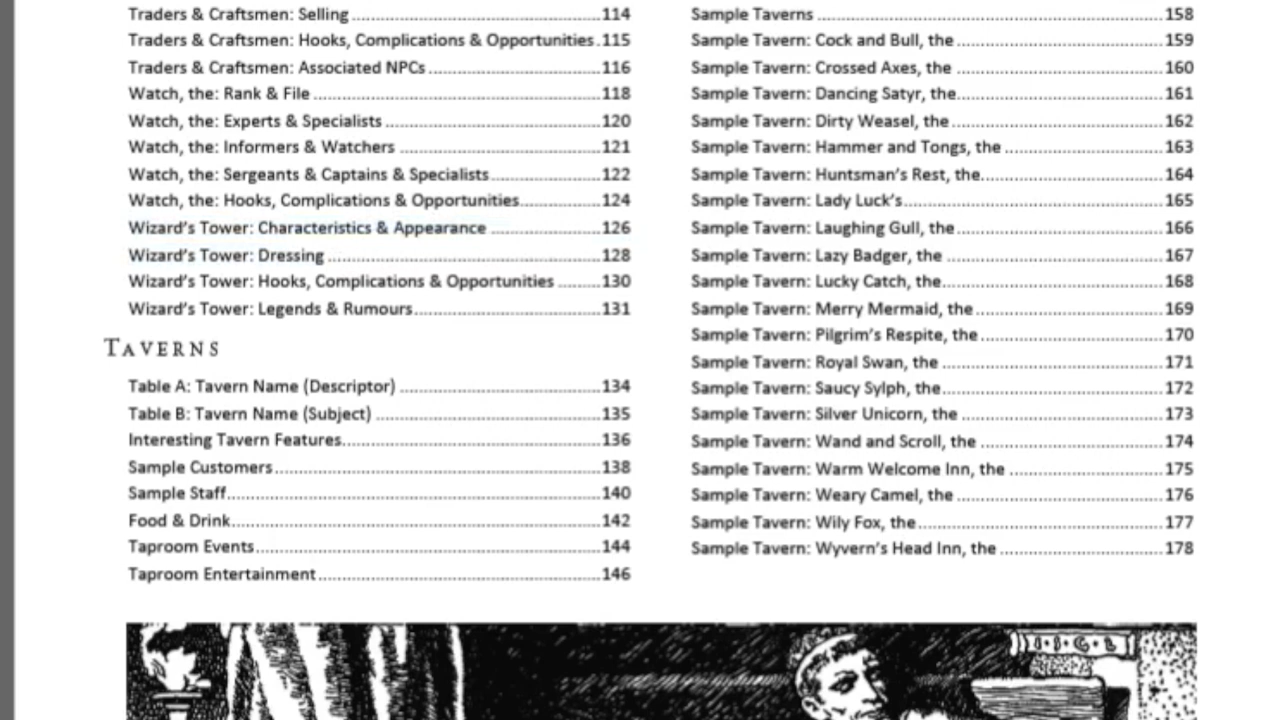 Traders & Craftsmen: Selling ........ 114
Traders & Craftsmen: Hooks, Complications & Opportunities . 115
Traders & Craftsmen: Associated NPCs ........ 116
Watch, the: Rank & File ........ 118
Watch, the: Experts & Specialists ........ 120
Watch, the: Informers & Watchers ........ 121
Watch, the: Sergeants & Captains & Specialists ........ 122
Watch, the: Hooks, Complications & Opportunities ........ 124
Wizard's Tower: Characteristics & Appearance ........ 126
Wizard's Tower: Dressing ........ 128
Wizard's Tower: Hooks, Complications & Opportunities ........ 130
Wizard's Tower: Legends & Rumours ........ 131
TAVERNS
Table A: Tavern Name (Descriptor) ........ 134
Table B: Tavern Name (Subject) ........ 135
Interesting Tavern Features ........ 136
Sample Customers ........ 138
Sample Staff ........ 140
Food & Drink ........ 142
Taproom Events ........ 144
Taproom Entertainment ........ 146
Sample Taverns ........ 158
Sample Tavern: Cock and Bull, the ........ 159
Sample Tavern: Crossed Axes, the ........ 160
Sample Tavern: Dancing Satyr, the ........ 161
Sample Tavern: Dirty Weasel, the ........ 162
Sample Tavern: Hammer and Tongs, the ........ 163
Sample Tavern: Huntsman's Rest, the ........ 164
Sample Tavern: Lady Luck's ........ 165
Sample Tavern: Laughing Gull, the ........ 166
Sample Tavern: Lazy Badger, the ........ 167
Sample Tavern: Lucky Catch, the ........ 168
Sample Tavern: Merry Mermaid, the ........ 169
Sample Tavern: Pilgrim's Respite, the ........ 170
Sample Tavern: Royal Swan, the ........ 171
Sample Tavern: Saucy Sylph, the ........ 172
Sample Tavern: Silver Unicorn, the ........ 173
Sample Tavern: Wand and Scroll, the ........ 174
Sample Tavern: Warm Welcome Inn, the ........ 175
Sample Tavern: Weary Camel, the ........ 176
Sample Tavern: Wily Fox, the ........ 177
Sample Tavern: Wyvern's Head Inn, the ........ 178